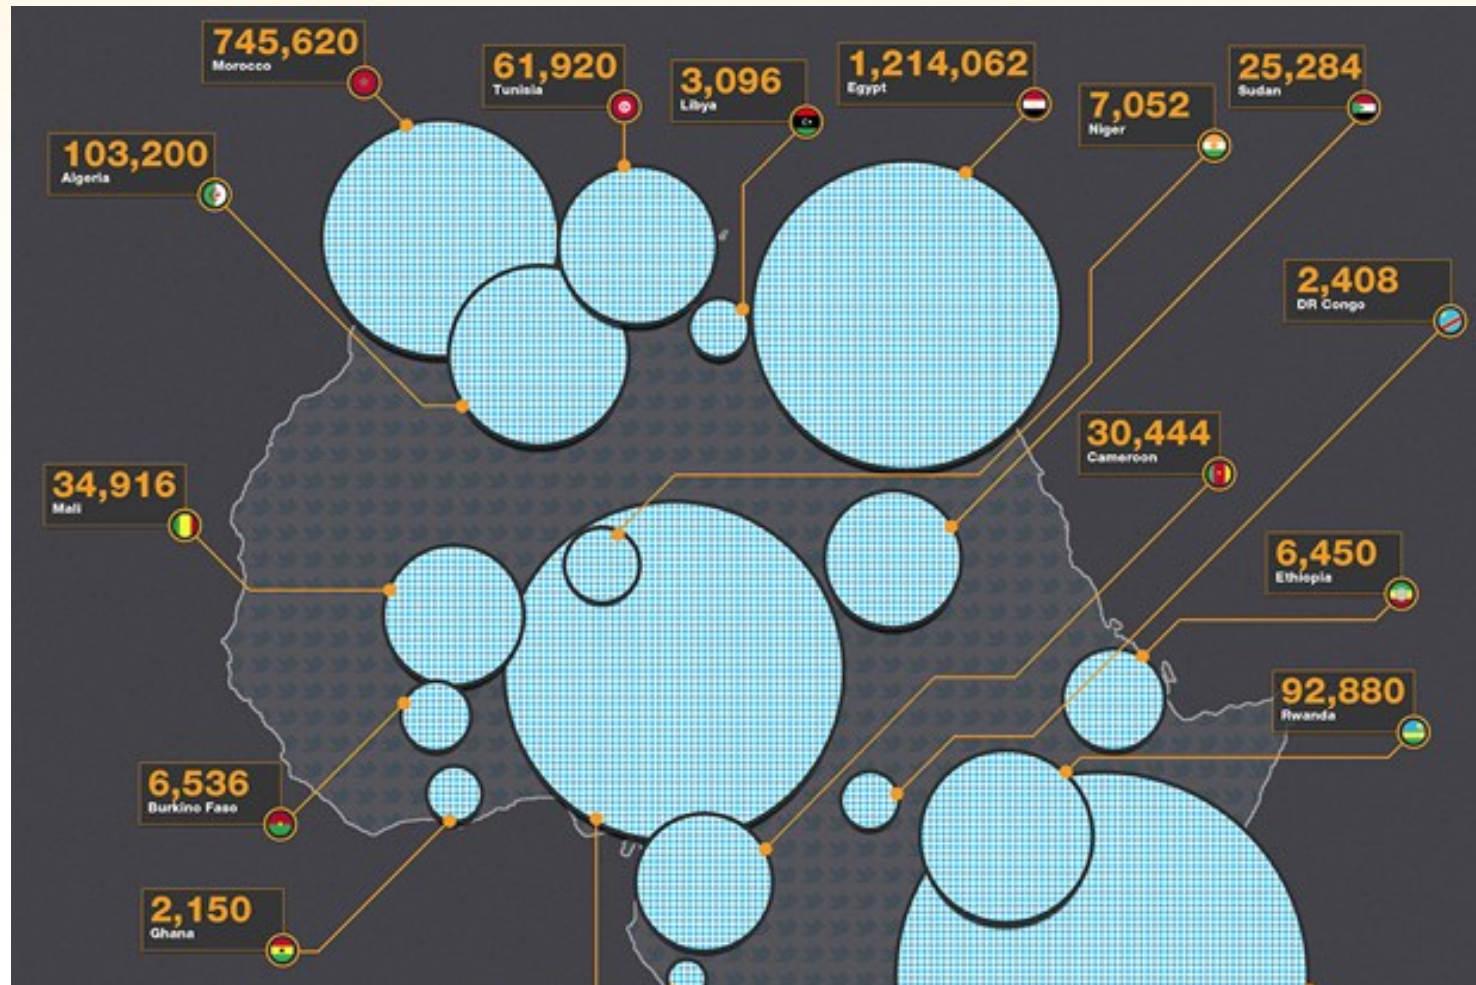 745,620
Morocco
61,920
Tunisia
3,096
Libya
1,214,062
Egypt
25,284
Sudan
7,052
Niger
103,200
Algeria
2,408
DR Congo
30,444
Cameroon
34,916
Mali
6,450
Ethiopia
92,880
Rwanda
6,536
Burkino Faso
2,150
Ghana